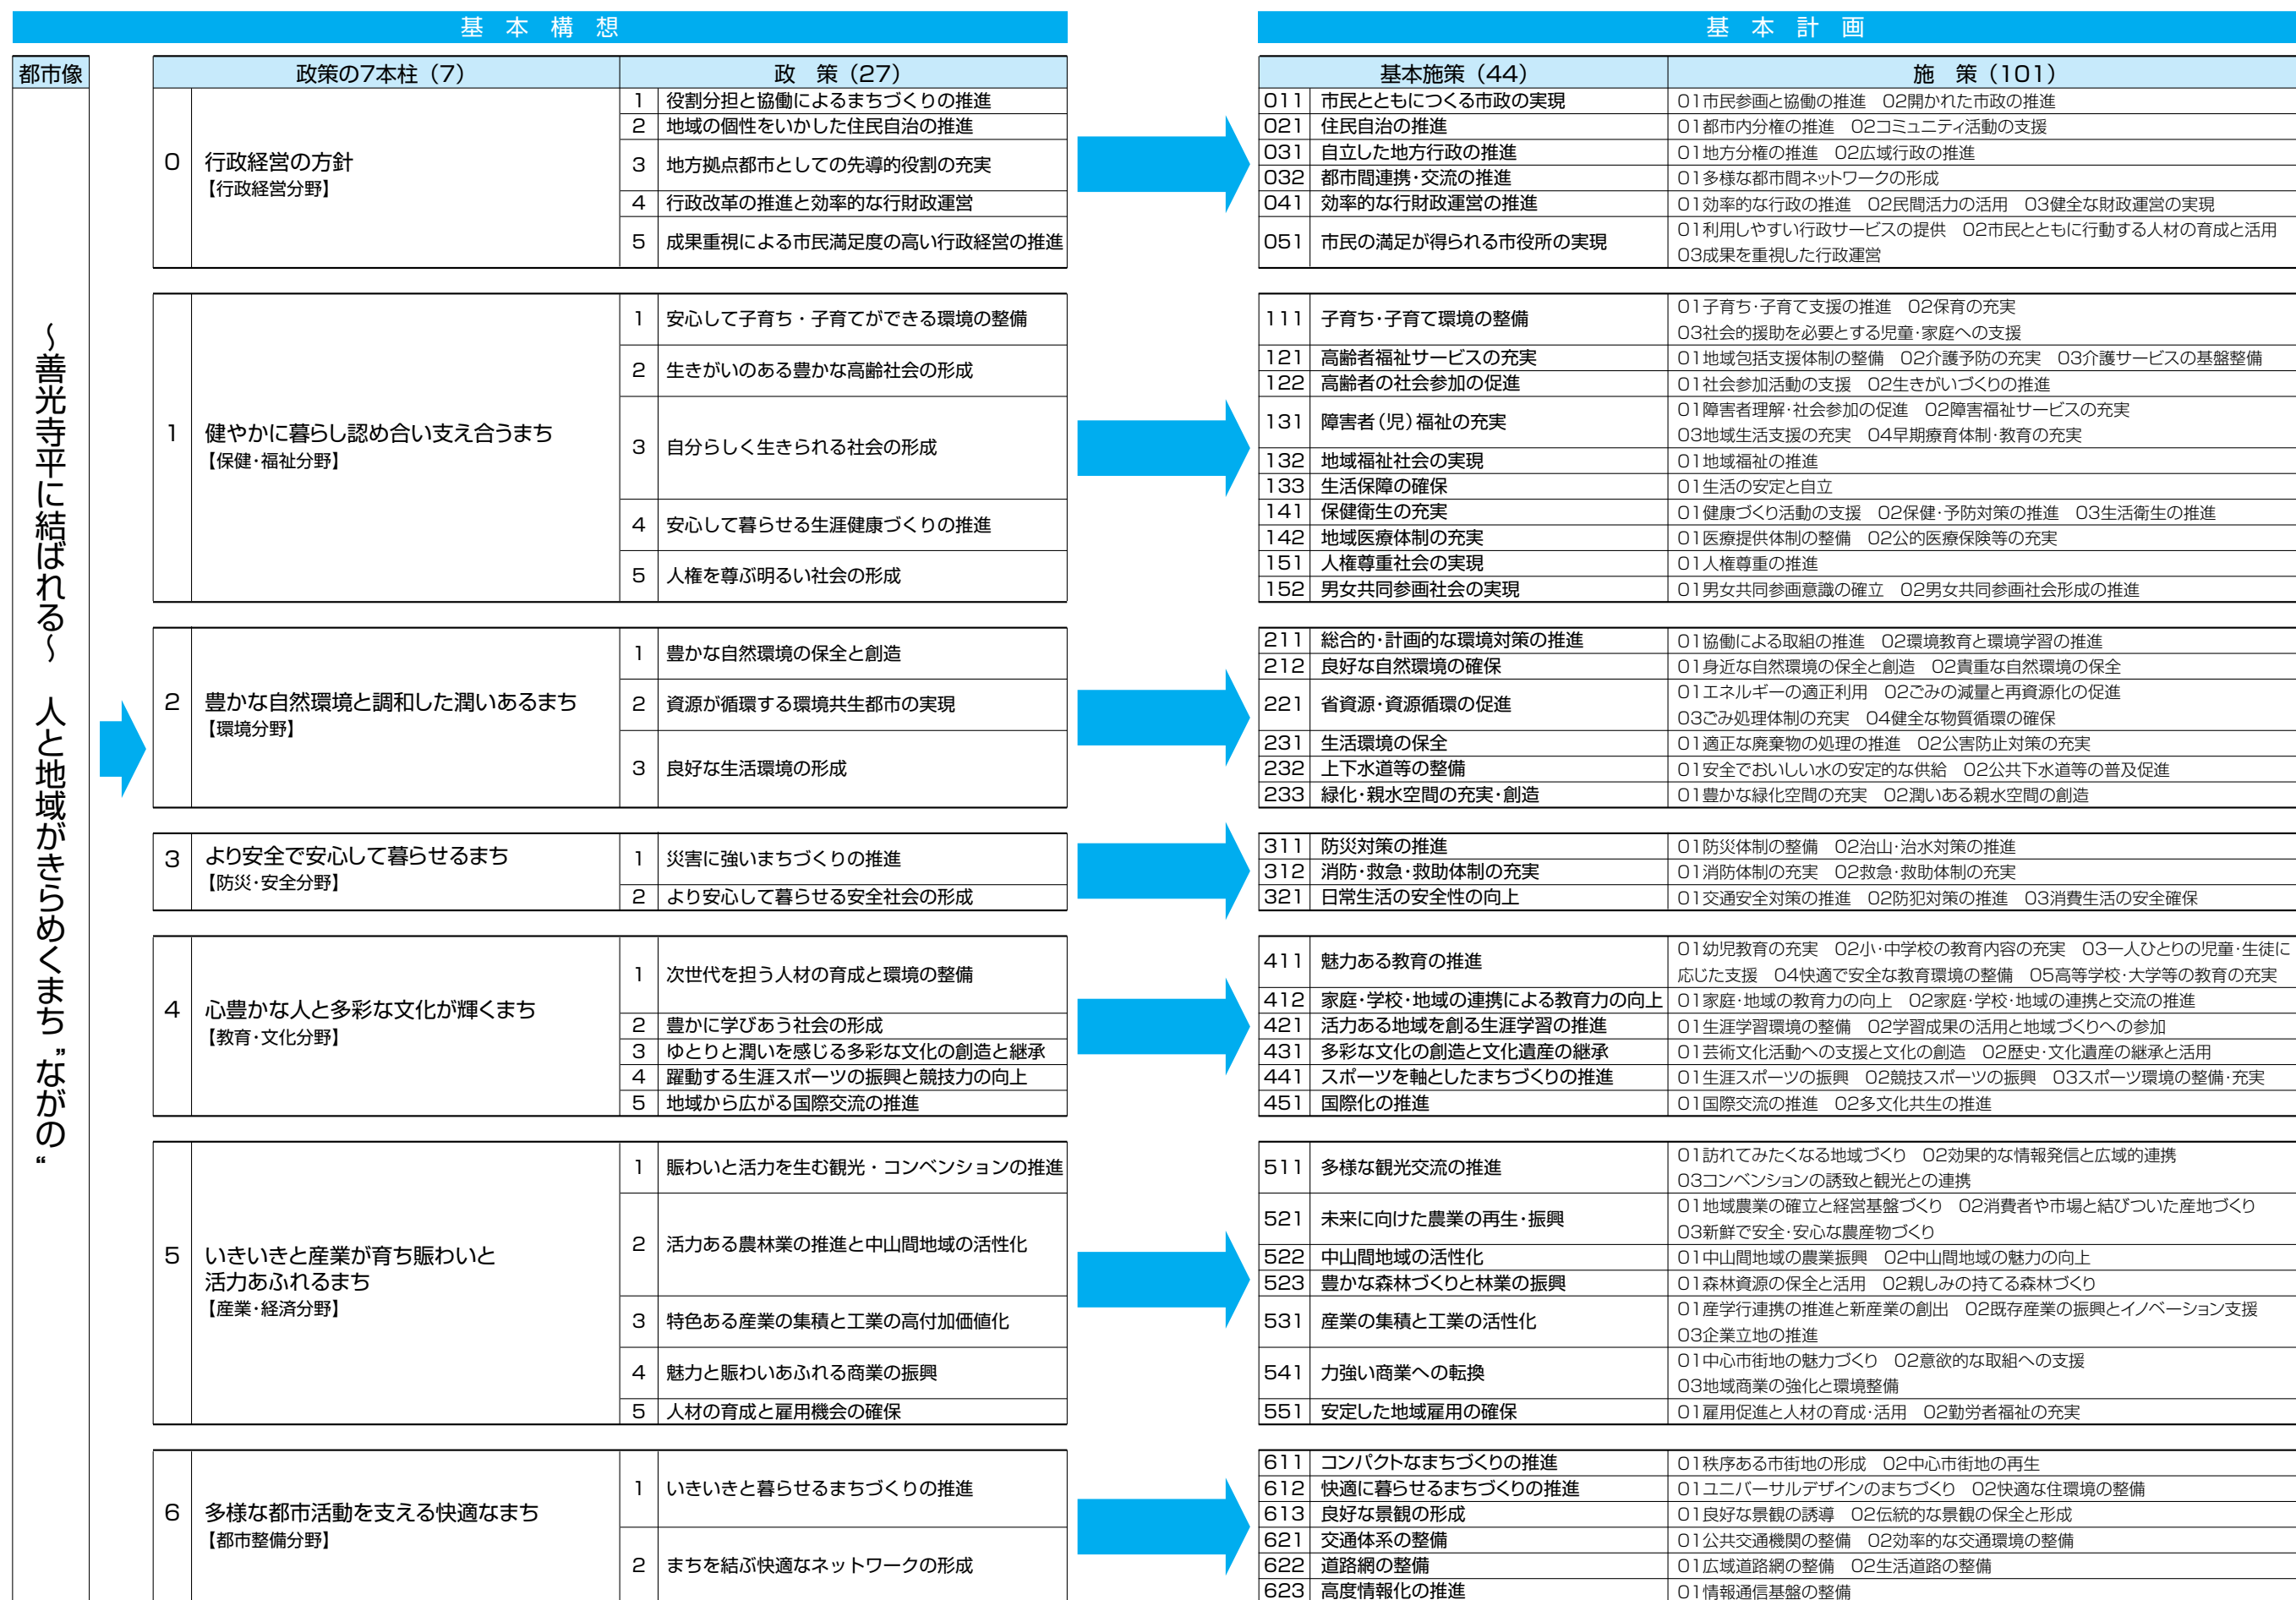 基本構想
都市像
政策の7本柱（7）
政　策（27）
～善光寺平に結ばれる～　人と地域がきらめくまち〝ながの〟
0 行政経営の方針
【行政経営分野】
1 役割分担と協働によるまちづくりの推進
2 地域の個性をいかした住民自治の推進
3 地方拠点都市としての先導的役割の充実
4 行政改革の推進と効率的な行財政運営
5 成果重視による市民満足度の高い行政経営の推進
1 健やかに暮らし認め合い支え合うまち
【保健・福祉分野】
1 安心して子育ち・子育てができる環境の整備
2 生きがいのある豊かな高齢社会の形成
3 自分らしく生きられる社会の形成
4 安心して暮らせる生涯健康づくりの推進
5 人権を尊ぶ明るい社会の形成
2 豊かな自然環境と調和した潤いあるまち
【環境分野】
1 豊かな自然環境の保全と創造
2 資源が循環する環境共生都市の実現
3 良好な生活環境の形成
3 より安全で安心して暮らせるまち
【防災・安全分野】
1 災害に強いまちづくりの推進
2 より安心して暮らせる安全社会の形成
4 心豊かな人と多彩な文化が輝くまち
【教育・文化分野】
1 次世代を担う人材の育成と環境の整備
2 豊かに学びあう社会の形成
3 ゆとりと潤いを感じる多彩な文化の創造と継承
4 躍動する生涯スポーツの振興と競技力の向上
5 地域から広がる国際交流の推進
5 いきいきと産業が育ち賑わいと
活力あふれるまち
【産業・経済分野】
1 賑わいと活力を生む観光・コンベンションの推進
2 活力ある農林業の推進と中山間地域の活性化
3 特色ある産業の集積と工業の高付加価値化
4 魅力と賑わいあふれる商業の振興
5 人材の育成と雇用機会の確保
6 多様な都市活動を支える快適なまち
【都市整備分野】
1 いきいきと暮らせるまちづくりの推進
2 まちを結ぶ快適なネットワークの形成
基本計画
基本施策（44）
施　策（101）
011 市民とともにつくる市政の実現 01市民参画と協働の推進　02開かれた市政の推進
021 住民自治の推進 01都市内分権の推進　02コミュニティ活動の支援
031 自立した地方行政の推進 01地方分権の推進　02広域行政の推進
032 都市間連携・交流の推進 01多様な都市間ネットワークの形成
041 効率的な行財政運営の推進 01効率的な行政の推進　02民間活力の活用　03健全な財政運営の実現
051 市民の満足が得られる市役所の実現 01利用しやすい行政サービスの提供　02市民とともに行動する人材の育成と活用
03成果を重視した行政運営
111 子育ち・子育て環境の整備 01子育ち・子育て支援の推進　02保育の充実
03社会的援助を必要とする児童・家庭への支援
121 高齢者福祉サービスの充実 01地域包括支援体制の整備　02介護予防の充実　03介護サービスの基盤整備
122 高齢者の社会参加の促進 01社会参加活動の支援　02生きがいづくりの推進
131 障害者（児）福祉の充実 01障害者理解・社会参加の促進　02障害福祉サービスの充実
03地域生活支援の充実　04早期療育体制・教育の充実
132 地域福祉社会の実現 01地域福祉の推進
133 生活保障の確保 01生活の安定と自立
141 保健衛生の充実 01健康づくり活動の支援　02保健・予防対策の推進　03生活衛生の推進
142 地域医療体制の充実 01医療提供体制の整備　02公的医療保険等の充実
151 人権尊重社会の実現 01人権尊重の推進
152 男女共同参画社会の実現 01男女共同参画意識の確立　02男女共同参画社会形成の推進
211 総合的・計画的な環境対策の推進 01協働による取組の推進　02環境教育と環境学習の推進
212 良好な自然環境の確保 01身近な自然環境の保全と創造　02貴重な自然環境の保全
221 省資源・資源循環の促進 01エネルギーの適正利用　02ごみの減量と再資源化の促進
03ごみ処理体制の充実　04健全な物質循環の確保
231 生活環境の保全 01適正な廃棄物の処理の推進　02公害防止対策の充実
232 上下水道等の整備 01安全でおいしい水の安定的な供給　02公共下水道等の普及促進
233 緑化・親水空間の充実・創造 01豊かな緑化空間の充実　02潤いある親水空間の創造
311 防災対策の推進 01防災体制の整備　02治山・治水対策の推進
312 消防・救急・救助体制の充実 01消防体制の充実　02救急・救助体制の充実
321 日常生活の安全性の向上 01交通安全対策の推進　02防犯対策の推進　03消費生活の安全確保
411 魅力ある教育の推進 01幼児教育の充実　02小・中学校の教育内容の充実　03一人ひとりの児童・生徒に
応じた支援　04快適で安全な教育環境の整備　05高等学校・大学等の教育の充実
412 家庭・学校・地域の連携による教育力の向上 01家庭・地域の教育力の向上　02家庭・学校・地域の連携と交流の推進
421 活力ある地域を創る生涯学習の推進 01生涯学習環境の整備　02学習成果の活用と地域づくりへの参加
431 多彩な文化の創造と文化遺産の継承 01芸術文化活動への支援と文化の創造　02歴史・文化遺産の継承と活用
441 スポーツを軸としたまちづくりの推進 01生涯スポーツの振興　02競技スポーツの振興　03スポーツ環境の整備・充実
451 国際化の推進 01国際交流の推進　02多文化共生の推進
511 多様な観光交流の推進 01訪れてみたくなる地域づくり　02効果的な情報発信と広域的連携
03コンベンションの誘致と観光との連携
521 未来に向けた農業の再生・振興 01地域農業の確立と経営基盤づくり　02消費者や市場と結びついた産地づくり
03新鮮で安全・安心な農産物づくり
522 中山間地域の活性化 01中山間地域の農業振興　02中山間地域の魅力の向上
523 豊かな森林づくりと林業の振興 01森林資源の保全と活用　02親しみの持てる森林づくり
531 産業の集積と工業の活性化 01産学行連携の推進と新産業の創出　02既存産業の振興とイノベーション支援
03企業立地の推進
541 力強い商業への転換 01中心市街地の魅力づくり　02意欲的な取組への支援
03地域商業の強化と環境整備
551 安定した地域雇用の確保 01雇用促進と人材の育成・活用　02勤労者福祉の充実
611 コンパクトなまちづくりの推進 01秩序ある市街地の形成　02中心市街地の再生
612 快適に暮らせるまちづくりの推進 01ユニバーサルデザインのまちづくり　02快適な住環境の整備
613 良好な景観の形成 01良好な景観の誘導　02伝統的な景観の保全と形成
621 交通体系の整備 01公共交通機関の整備　02効率的な交通環境の整備
622 道路網の整備 01広域道路網の整備　02生活道路の整備
623 高度情報化の推進 01情報通信基盤の整備